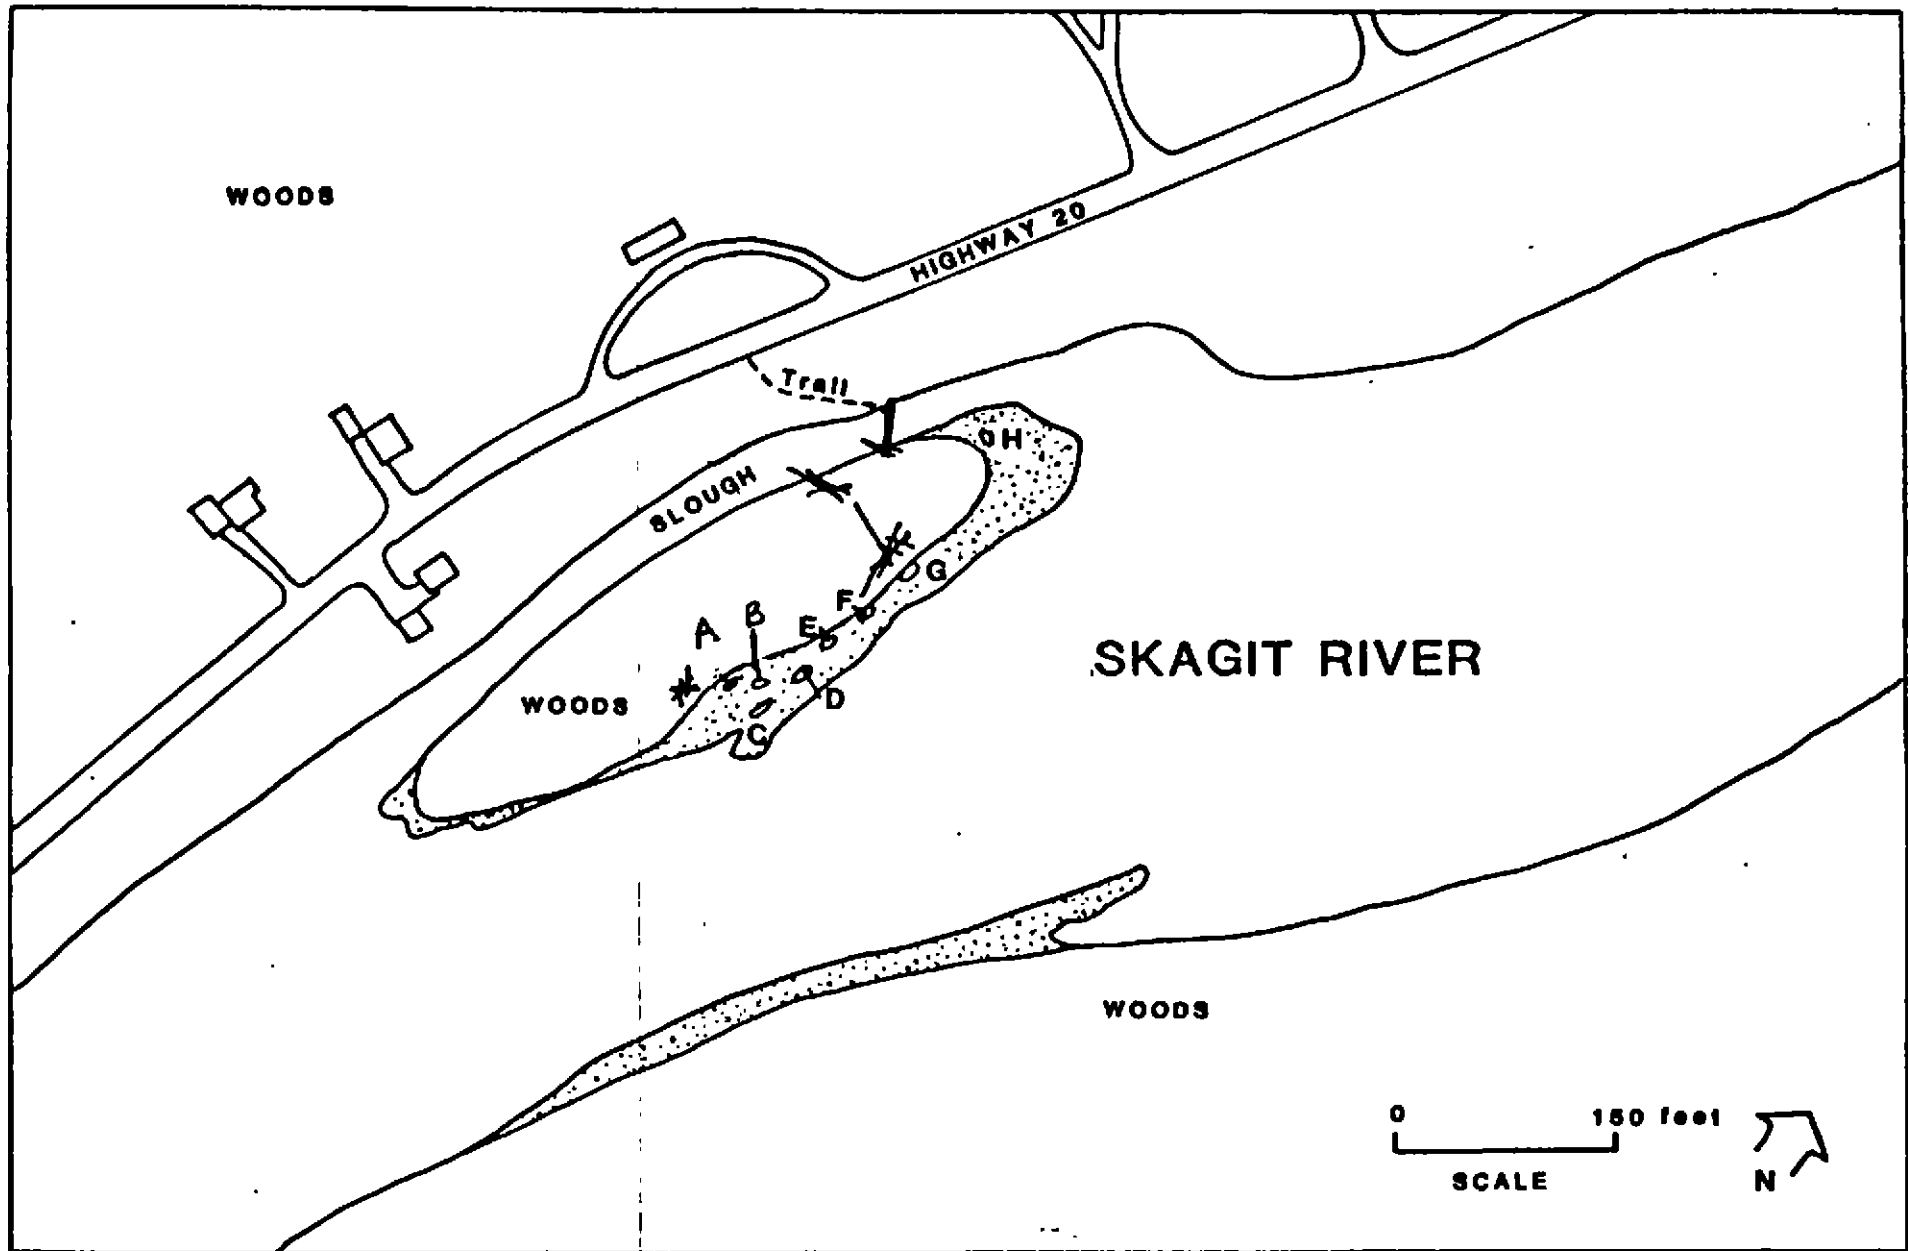 WOODS
HIGHWAY 20
Trail
H
SLOUGH
G
F
E
A
B
WOODS
D
C
SKAGIT RIVER
WOODS
0 150 feet
SCALE
N